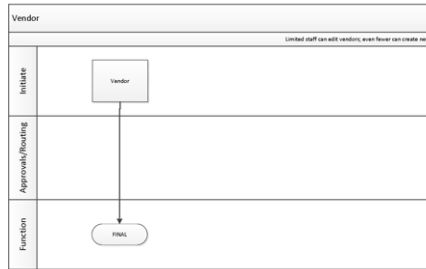 Vendor
Limited staff can edit vendors; even fewer can create ne
Initiate
Vendor
Approvals/Routing
Function
FINAL